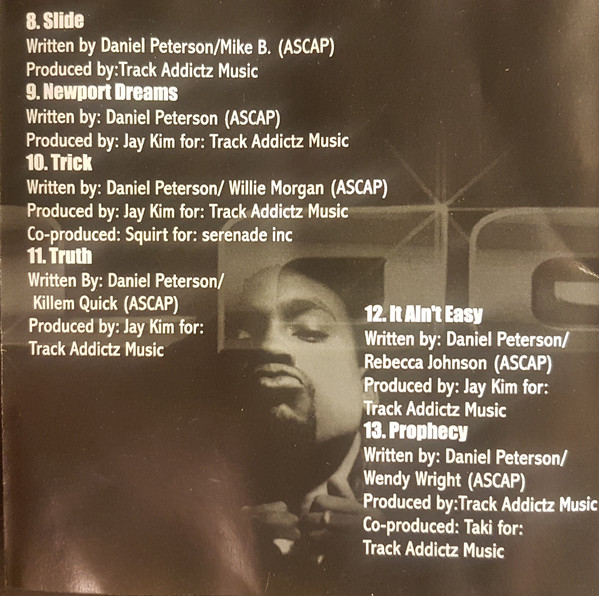 8. Slide
Written by Daniel Peterson/Mike B. (ASCAP)
Produced by:Track Addictz Music
9. Newport Dreams
Written by: Daniel Peterson (ASCAP)
Produced by: Jay Kim for: Track Addictz Music
10. Trick
Written by: Daniel Peterson/ Willie Morgan (ASCAP)
Produced by: Jay Kim for: Track Addictz Music
Co-produced: Squirt for: serenade inc
11. Truth
Written By: Daniel Peterson/
Killem Quick (ASCAP)
Produced by: Jay Kim for:
Track Addictz Music
12. It Ain't Easy
Written by: Daniel Peterson/
Rebecca Johnson (ASCAP)
Produced by: Jay Kim for:
Track Addictz Music
13. Prophecy
Written by: Daniel Peterson/
Wendy Wright (ASCAP)
Produced by:Track Addictz Music
Co-produced: Taki for:
Track Addictz Music